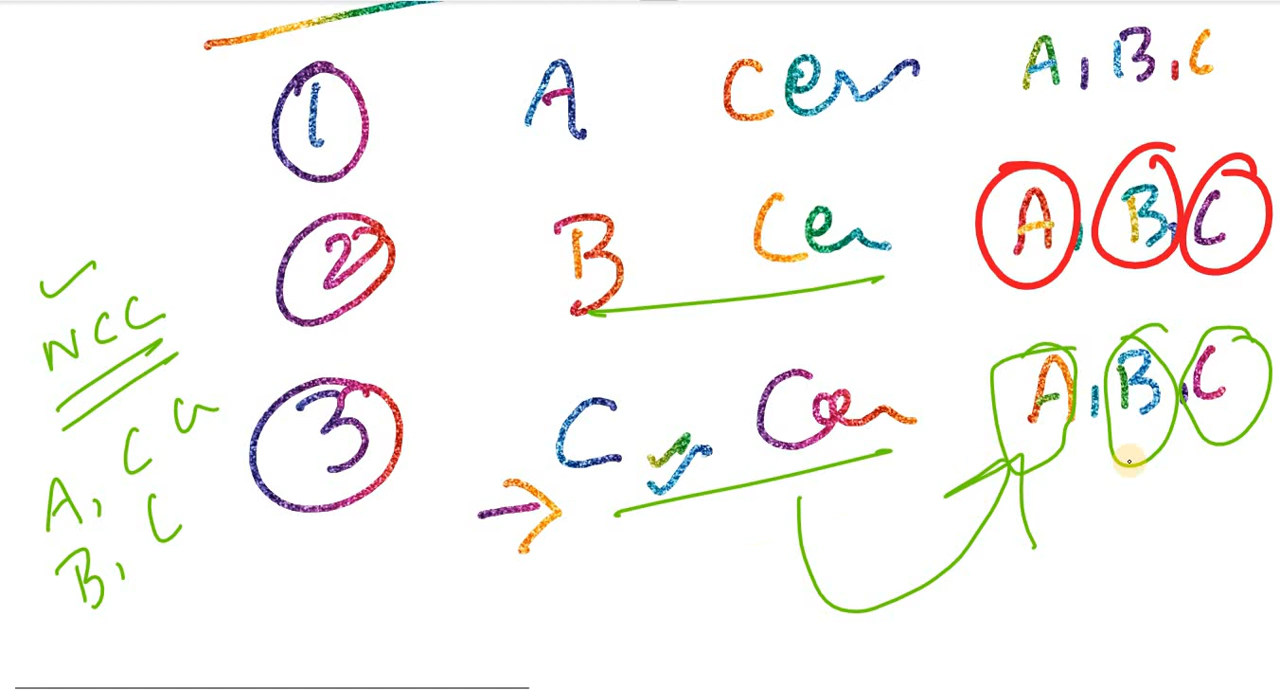 1 A Cer A, B, C
2 B Cer A, B, C
3 C Cer A, B, C
NCC
A, C
B, C